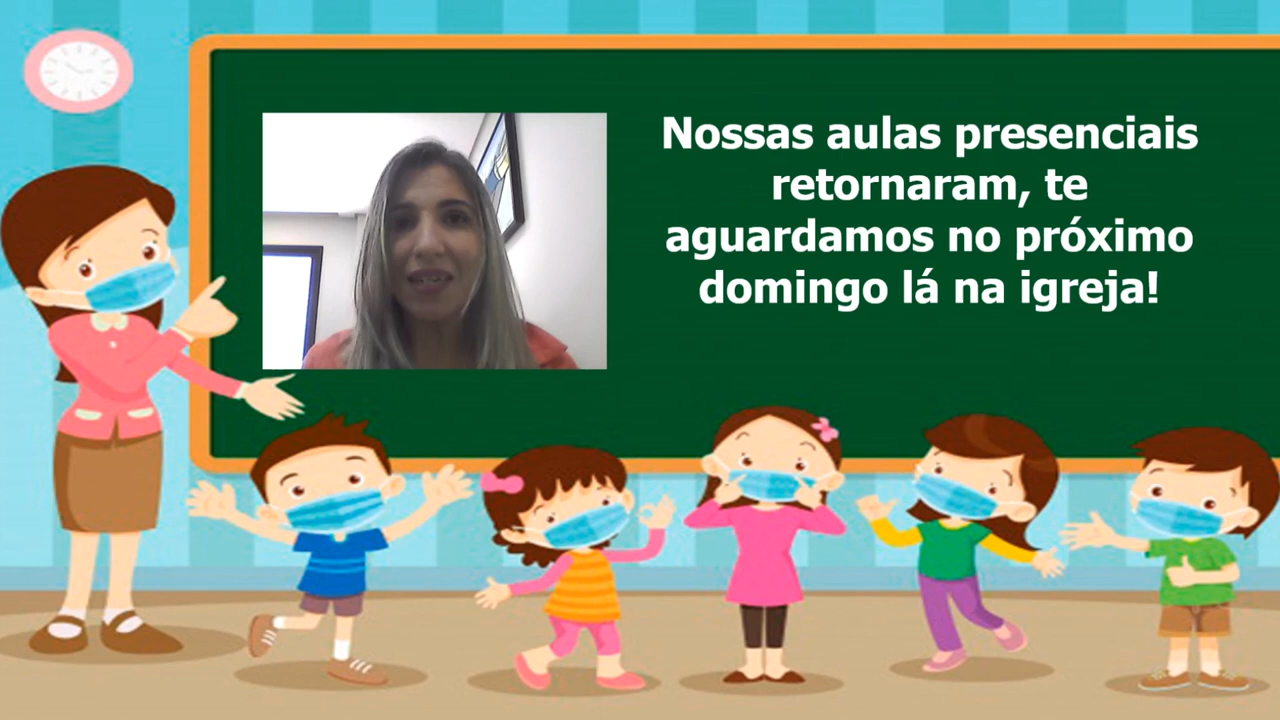 Nossas aulas presenciais
retornaram, te
aguardamos no próximo
domingo lá na igreja!